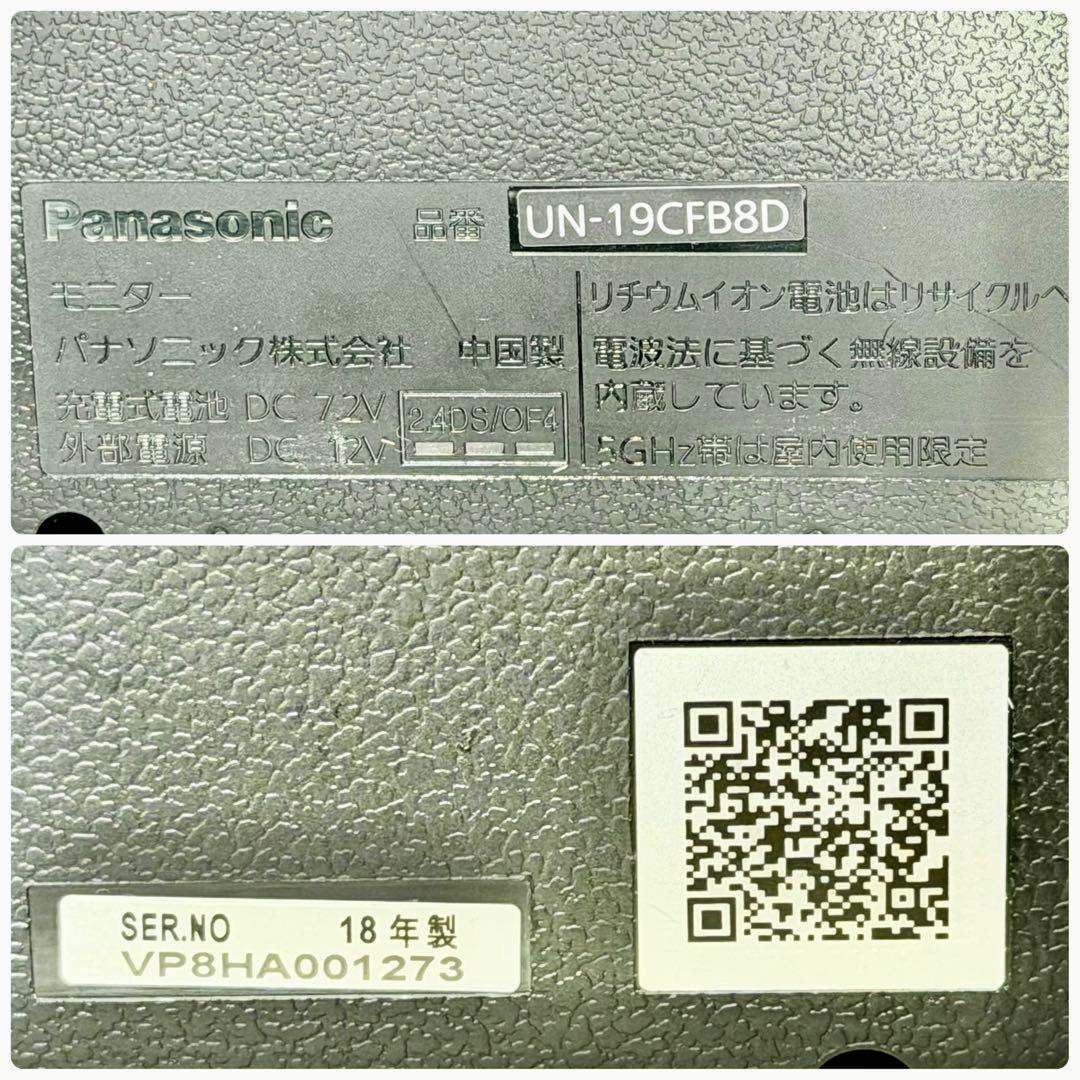 Panasonic 品番 UN-19CFB8D
モニター
パナソニック株式会社 中国製
充電式電池 DC 7.2V
外部電源 DC 12V
2.4DS/OF4
リチウムイオン電池はリサイクルへ
電波法に基づく無線設備を
内蔵しています。
5GHz帯は屋内使用限定
SER.NO 18年製
VP8HA001273